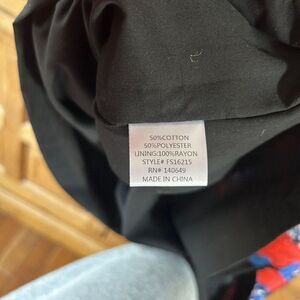 50%COTTON
50%POLYESTER
LINING:100%RAYON
STYLE# FS16215
RN# 140649
MADE IN CHINA